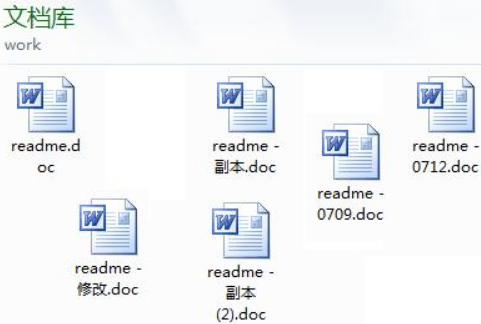 文档库
work
readme.d
oc
readme -
副本.doc
readme -
0712.doc
readme -
0709.doc
readme -
修改.doc
readme -
副本
(2).doc